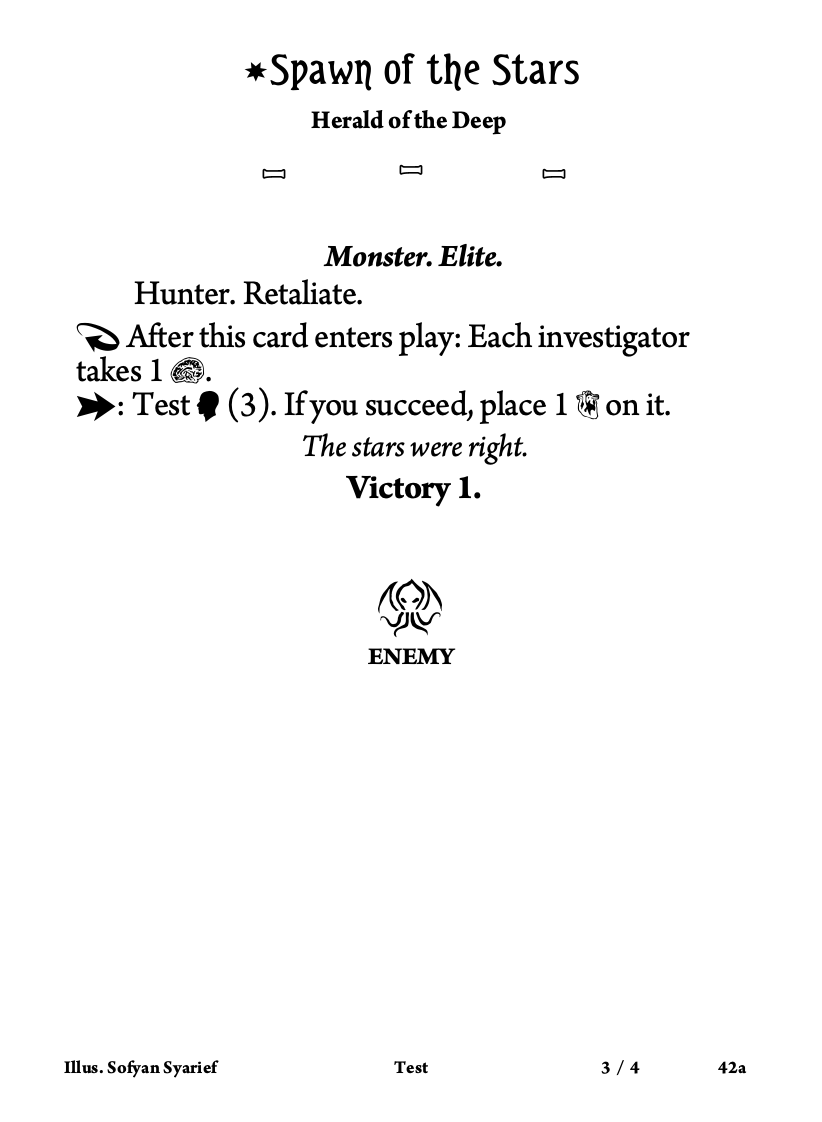 Spawn of the Stars
Herald of the Deep
Monster. Elite.
Hunter. Retaliate.
After this card enters play: Each investigator
takes 1 .
: Test (3). If you succeed, place 1 on it.
The stars were right.
Victory 1.
ENEMY
Illus. Sofyan Syarief Test 3 / 4 42a